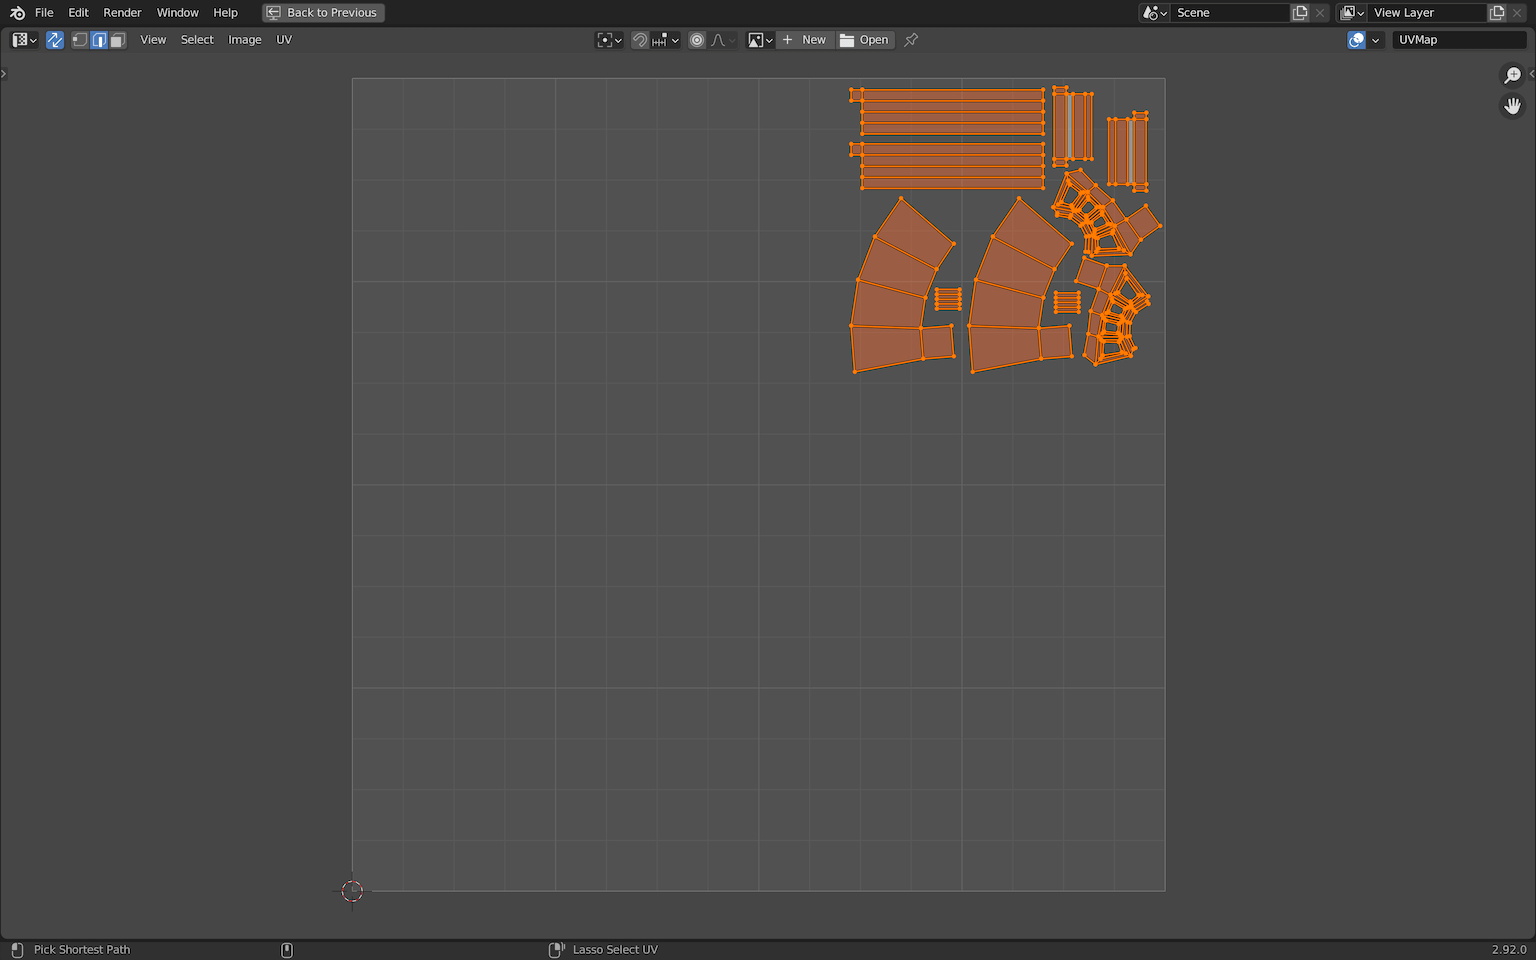 File Edit Render Window Help Back to Previous Scene View Layer
View Select Image UV New Open UVMap
Pick Shortest Path Lasso Select UV 2.92.0